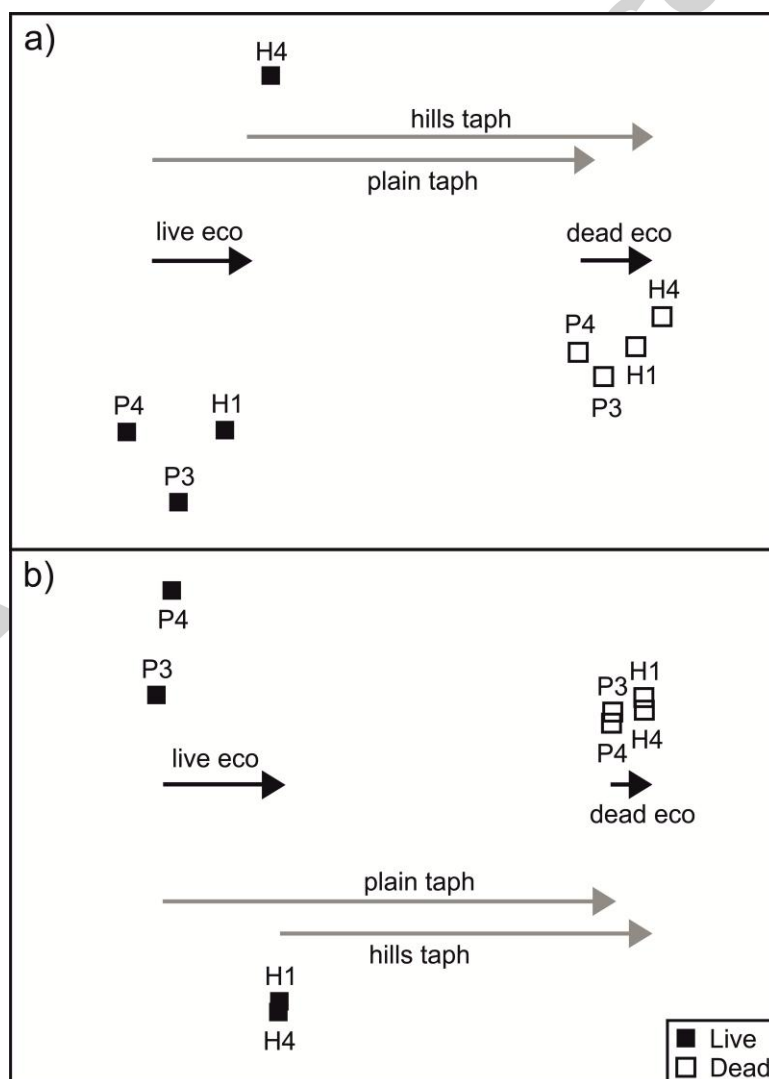 a)
H4
hills taph
plain taph
live eco
dead eco
H4
P4
H1
P3
P4
H1
P3
b)
P4
P3
H1
P3
P4
H4
live eco
dead eco
plain taph
hills taph
H1
H4
Live
Dead